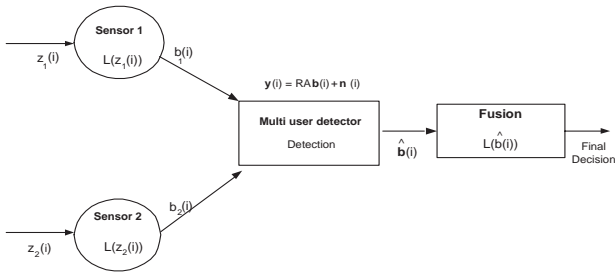 Sensor 1
L(z₁(i))
z₁(i)
b₁(i)
y(i) = RAb(i)+n (i)
Multi user detector
Detection
b̂(i)
Fusion
L(b̂(i))
Final
Decision
Sensor 2
L(z₂(i))
z₂(i)
b₂(i)